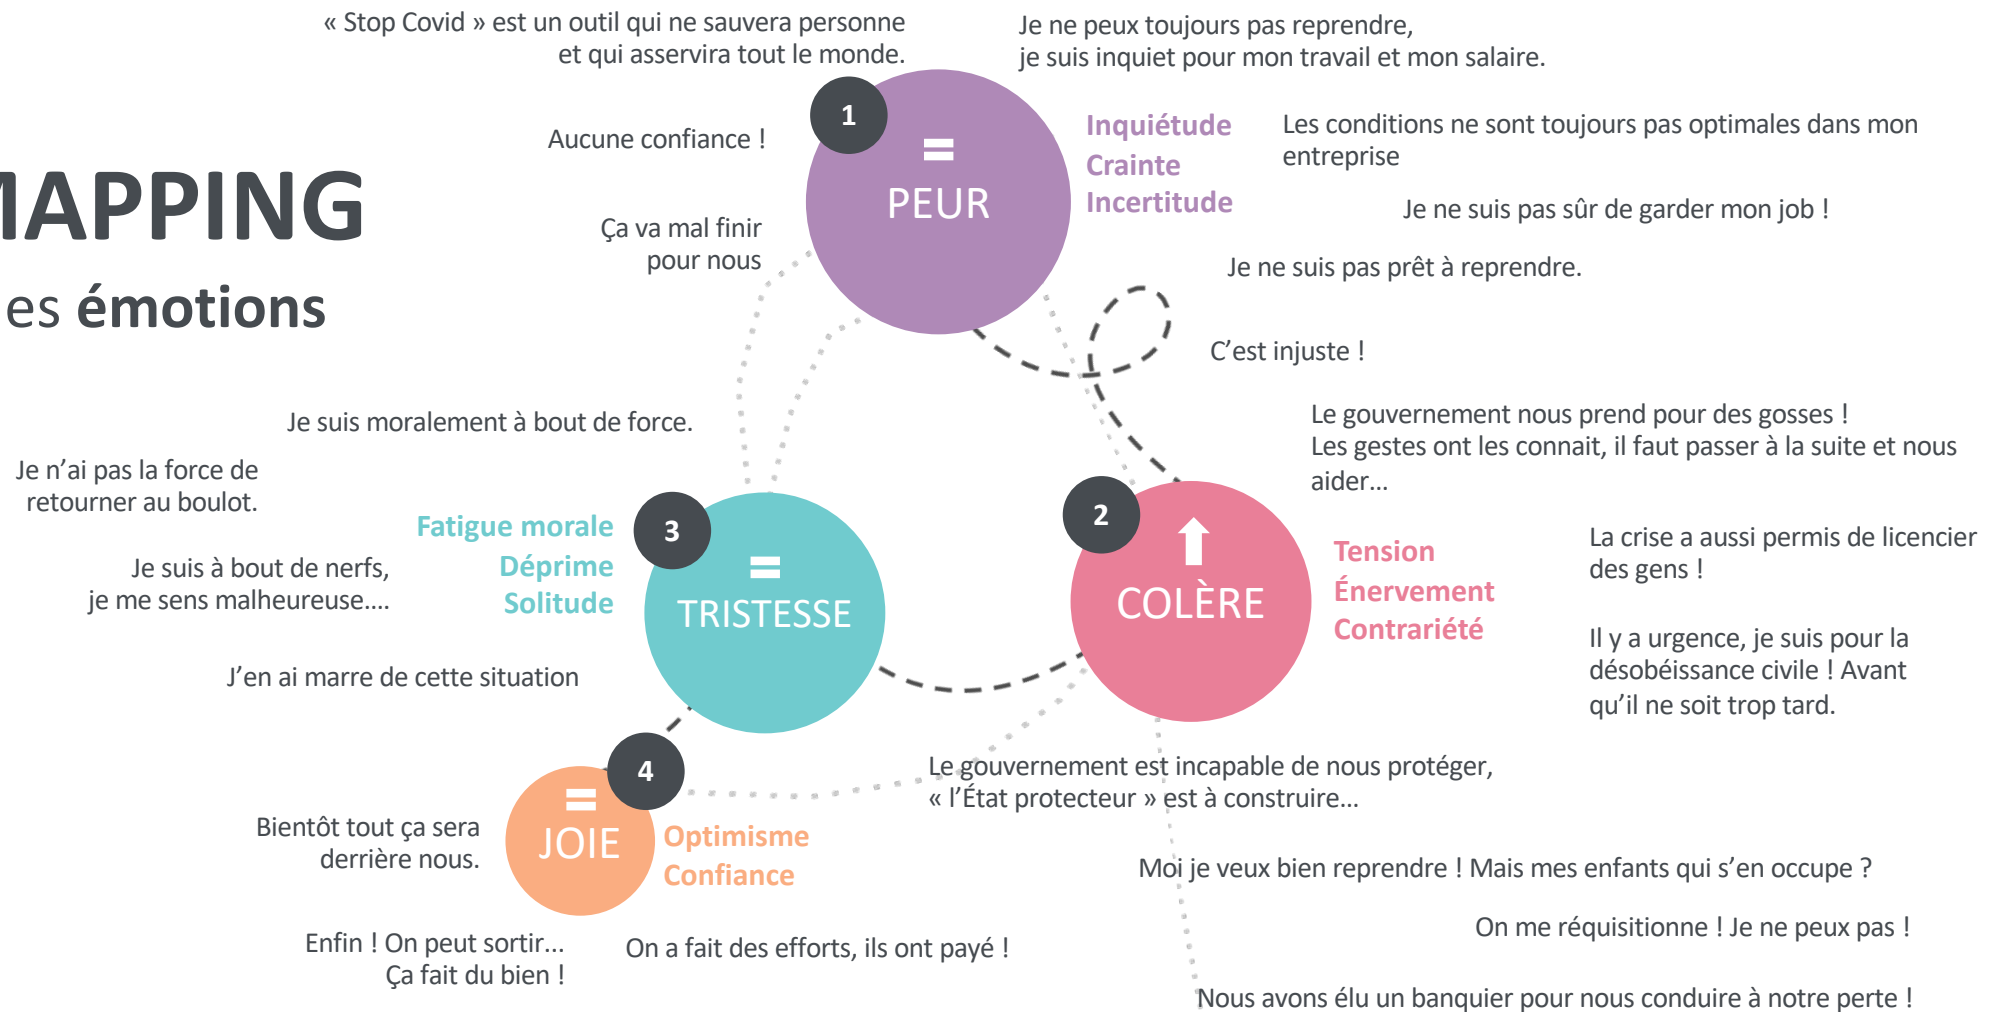 « Stop Covid » est un outil qui ne sauvera personne
et qui asservira tout le monde.
Je ne peux toujours pas reprendre,
je suis inquiet pour mon travail et mon salaire.
1
Aucune confiance !
=
PEUR
Inquiétude
Crainte
Incertitude
Les conditions ne sont toujours pas optimales dans mon
entreprise
MAPPING
es émotions
Ça va mal finir
pour nous
Je ne suis pas sûr de garder mon job !
Je ne suis pas prêt à reprendre.
C’est injuste !
Je suis moralement à bout de force.
Le gouvernement nous prend pour des gosses !
Les gestes ont les connait, il faut passer à la suite et nous
aider...
Je n’ai pas la force de
retourner au boulot.
Fatigue morale
Déprime
Solitude
3
=
TRISTESSE
2
COLÈRE
Tension
Énervement
Contrariété
La crise a aussi permis de licencier
des gens !
Je suis à bout de nerfs,
je me sens malheureuse....
Il y a urgence, je suis pour la
désobéissance civile ! Avant
qu’il ne soit trop tard.
J’en ai marre de cette situation
4
=
JOIE
Optimisme
Confiance
Le gouvernement est incapable de nous protéger,
« l’État protecteur » est à construire...
Bientôt tout ça sera
derrière nous.
Moi je veux bien reprendre ! Mais mes enfants qui s’en occupe ?
On me réquisitionne ! Je ne peux pas !
Enfin ! On peut sortir...
Ça fait du bien !
On a fait des efforts, ils ont payé !
Nous avons élu un banquier pour nous conduire à notre perte !